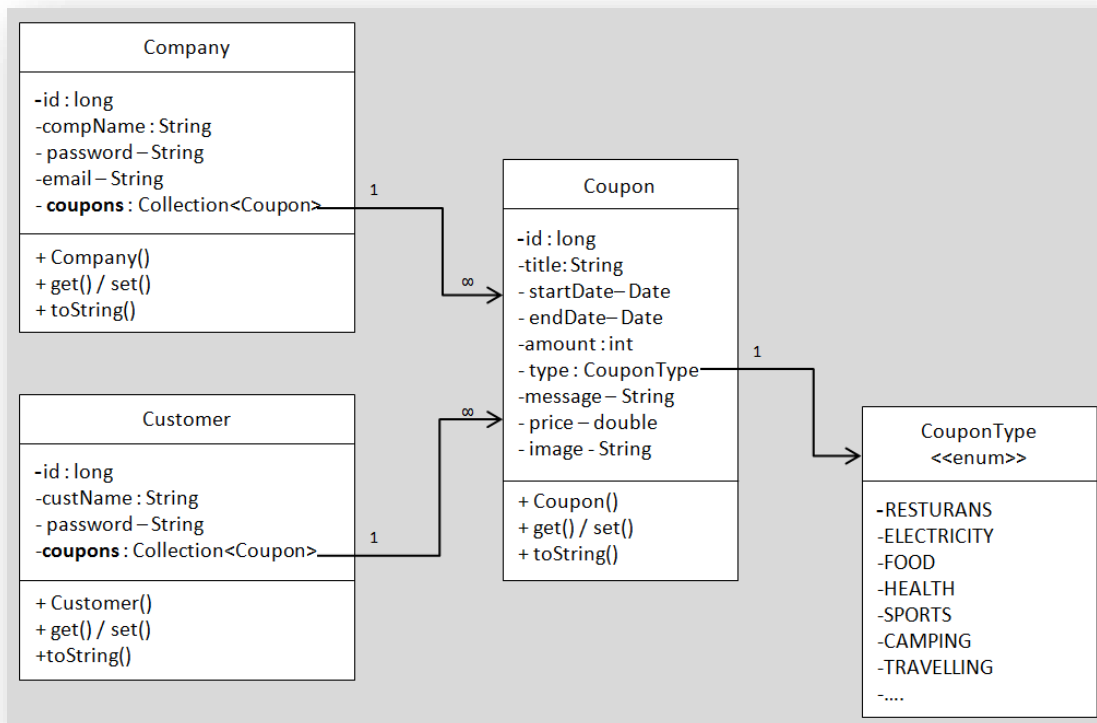 Company
-id : long
-compName : String
- password – String
-email – String
- coupons : Collection<Coupon>
+ Company()
+ get() / set()
+ toString()
1
∞
Customer
-id : long
-custName : String
- password – String
-coupons : Collection<Coupon>
+ Customer()
+ get() / set()
+toString()
1
∞
Coupon
-id : long
-title: String
- startDate– Date
- endDate– Date
-amount : int
- type : CouponType
-message – String
- price – double
- image - String
+ Coupon()
+ get() / set()
+ toString()
1
CouponType
<<enum>>
-RESTURANS
-ELECTRICITY
-FOOD
-HEALTH
-SPORTS
-CAMPING
-TRAVELLING
-....